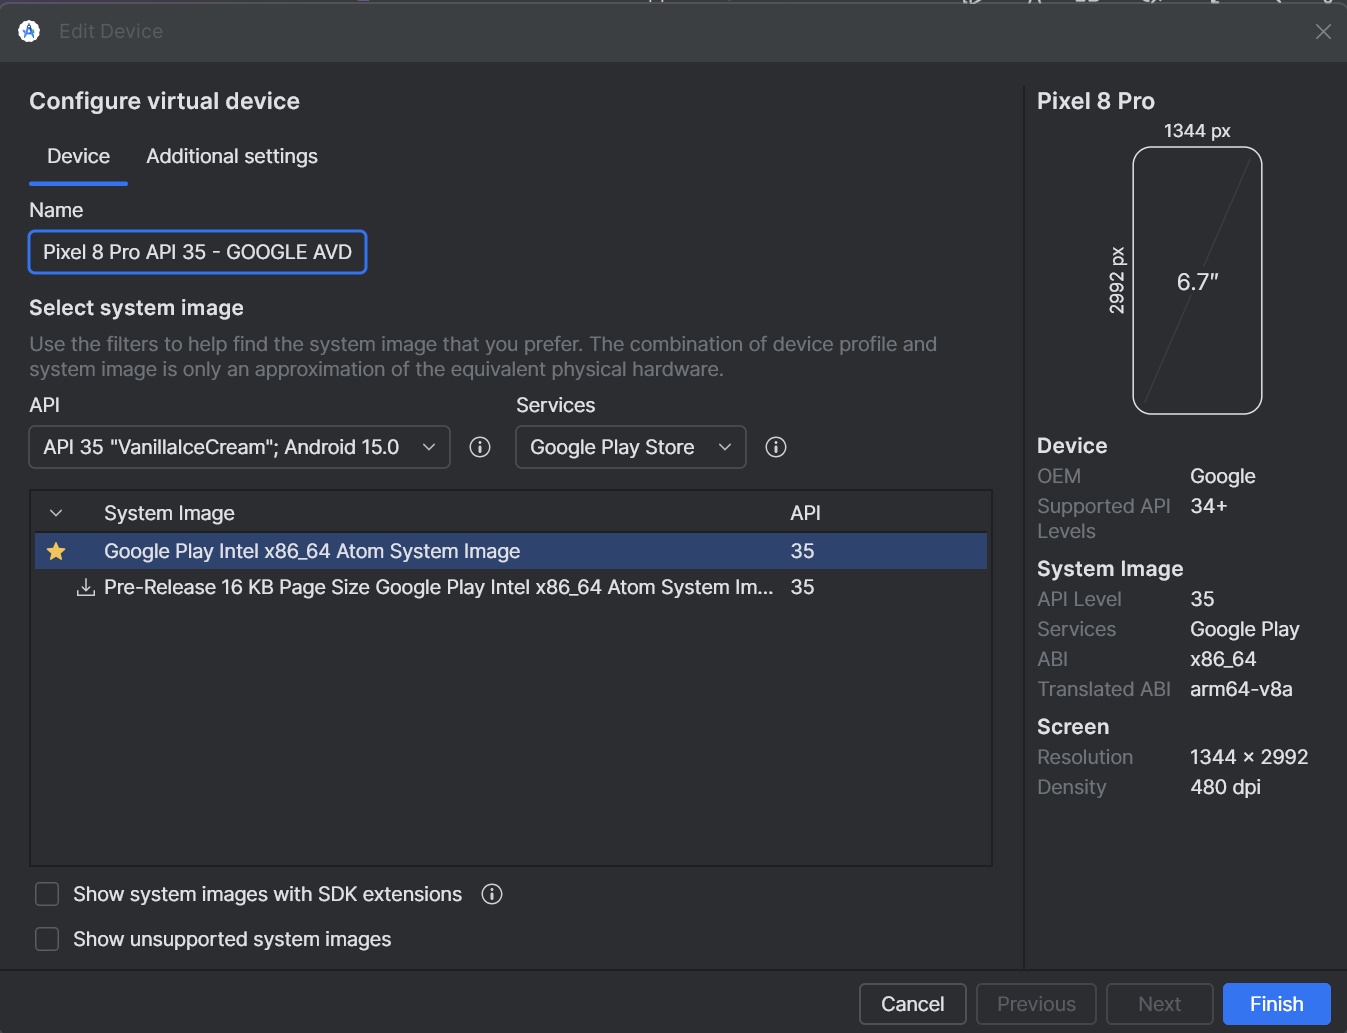 Edit Device
Configure virtual device
Device Additional settings
Name
Pixel 8 Pro API 35 - GOOGLE AVD
Select system image
Use the filters to help find the system image that you prefer. The combination of device profile and
system image is only an approximation of the equivalent physical hardware.
API Services
API 35 "VanillaIceCream"; Android 15.0 Google Play Store
System Image API
Google Play Intel x86_64 Atom System Image 35
Pre-Release 16 KB Page Size Google Play Intel x86_64 Atom System Im... 35
Show system images with SDK extensions
Show unsupported system images
Pixel 8 Pro
1344 px
2992 px
6.7″
Device
OEM Google
Supported API 34+
Levels
System Image
API Level 35
Services Google Play
ABI x86_64
Translated ABI arm64-v8a
Screen
Resolution 1344 × 2992
Density 480 dpi
Cancel Previous Next Finish